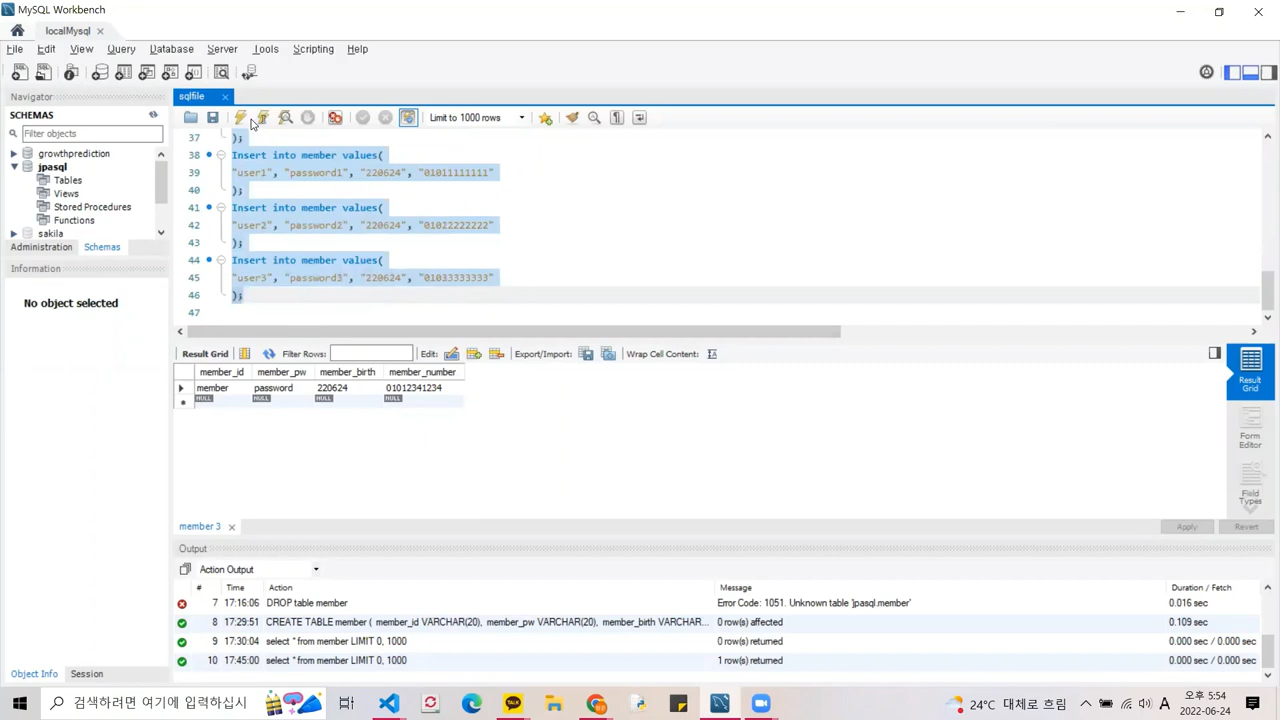 MySQL Workbench
localMysql
File Edit View Query Database Server Tools Scripting Help
Navigator
SCHEMAS
Filter objects
growthprediction
jpasql
Tables
Views
Stored Procedures
Functions
sakila
Administration Schemas
Information
No object selected
sqlfile
Limit to 1000 rows
37 );
38 Insert into member values(
39 "user1", "password1", "220624", "01011111111"
40 );
41 Insert into member values(
42 "user2", "password2", "220624", "01022222222"
43 );
44 Insert into member values(
45 "user3", "password3", "220624", "01033333333"
46 );
47
Result Grid Filter Rows: Edit: Export/Import: Wrap Cell Content:
member_id member_pw member_birth member_number
member password 220624 01012341234
NULL NULL NULL NULL
Result Grid
Form Editor
Field Types
member 3
Apply Revert
Output
Action Output
# Time Action Message Duration / Fetch
7 17:16:06 DROP table member Error Code: 1051. Unknown table 'jpasql.member' 0.016 sec
8 17:29:51 CREATE TABLE member ( member_id VARCHAR(20), member_pw VARCHAR(20), member_birth VARCHAR... 0 row(s) affected 0.109 sec
9 17:30:04 select * from member LIMIT 0, 1000 0 row(s) returned 0.000 sec / 0.000 sec
10 17:45:00 select * from member LIMIT 0, 1000 1 row(s) returned 0.000 sec / 0.000 sec
Object Info Session
검색하려면 여기에 입력하십시
24°C 대체로 흐림
A
오후 5:54
2022-06-24